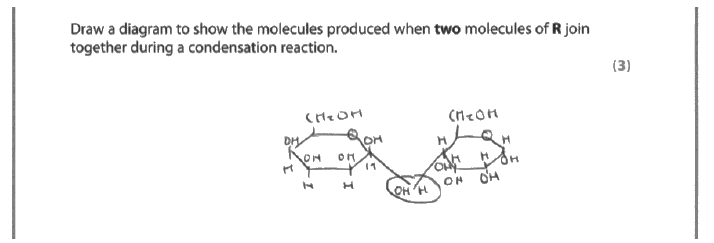 Draw a diagram to show the molecules produced when two molecules of R join
together during a condensation reaction.
(3)
CH₂OH CH₂OH
OH O OH H O H
OH OH H H OH
H H OH
H H OH H OH OH